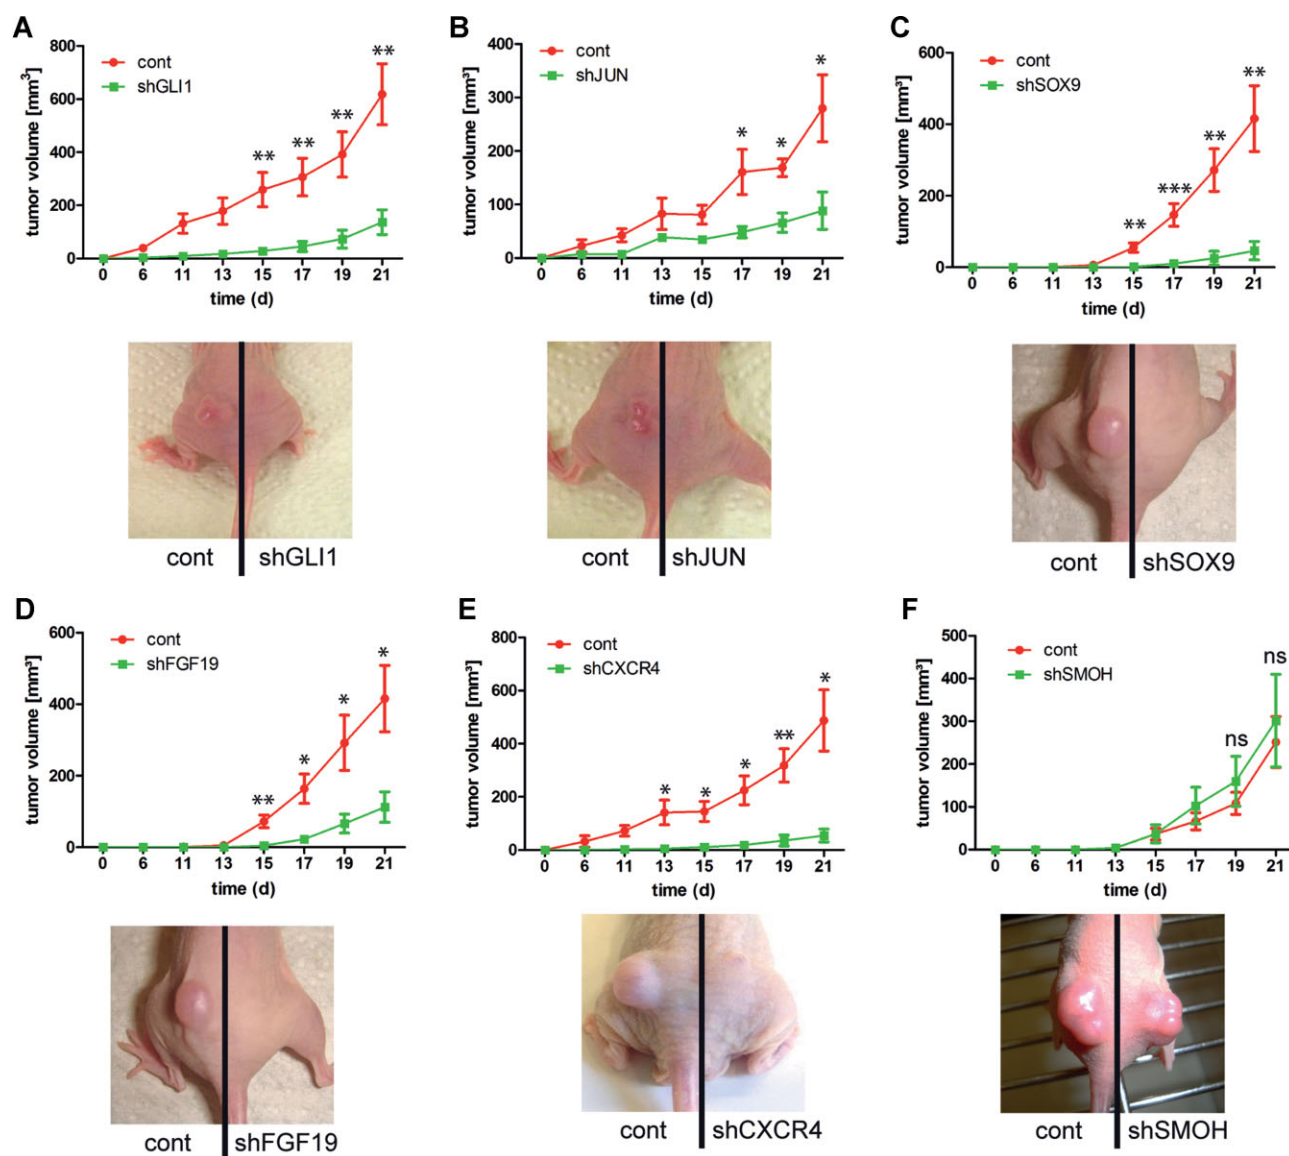 A
cont
shGLI1
tumor volume [mm³]
800
600
400
200
0
** ** ** ** 
0 6 11 13 15 17 19 21
time (d)
cont shGLI1
B
cont
shJUN
tumor volume [mm³]
400
300
200
100
0
* * *
0 6 11 13 15 17 19 21
time (d)
cont shJUN
C
cont
shSOX9
tumor volume [mm³]
600
400
200
0
** *** ** **
0 6 11 13 15 17 19 21
time (d)
cont shSOX9
D
cont
shFGF19
tumor volume [mm³]
600
400
200
0
** * * *
0 6 11 13 15 17 19 21
time (d)
cont shFGF19
E
cont
shCXCR4
tumor volume [mm³]
800
600
400
200
0
* * * ** *
0 6 11 13 15 17 19 21
time (d)
cont shCXCR4
F
cont
shSMOH
tumor volume [mm³]
500
400
300
200
100
0
ns ns
0 6 11 13 15 17 19 21
time (d)
cont shSMOH